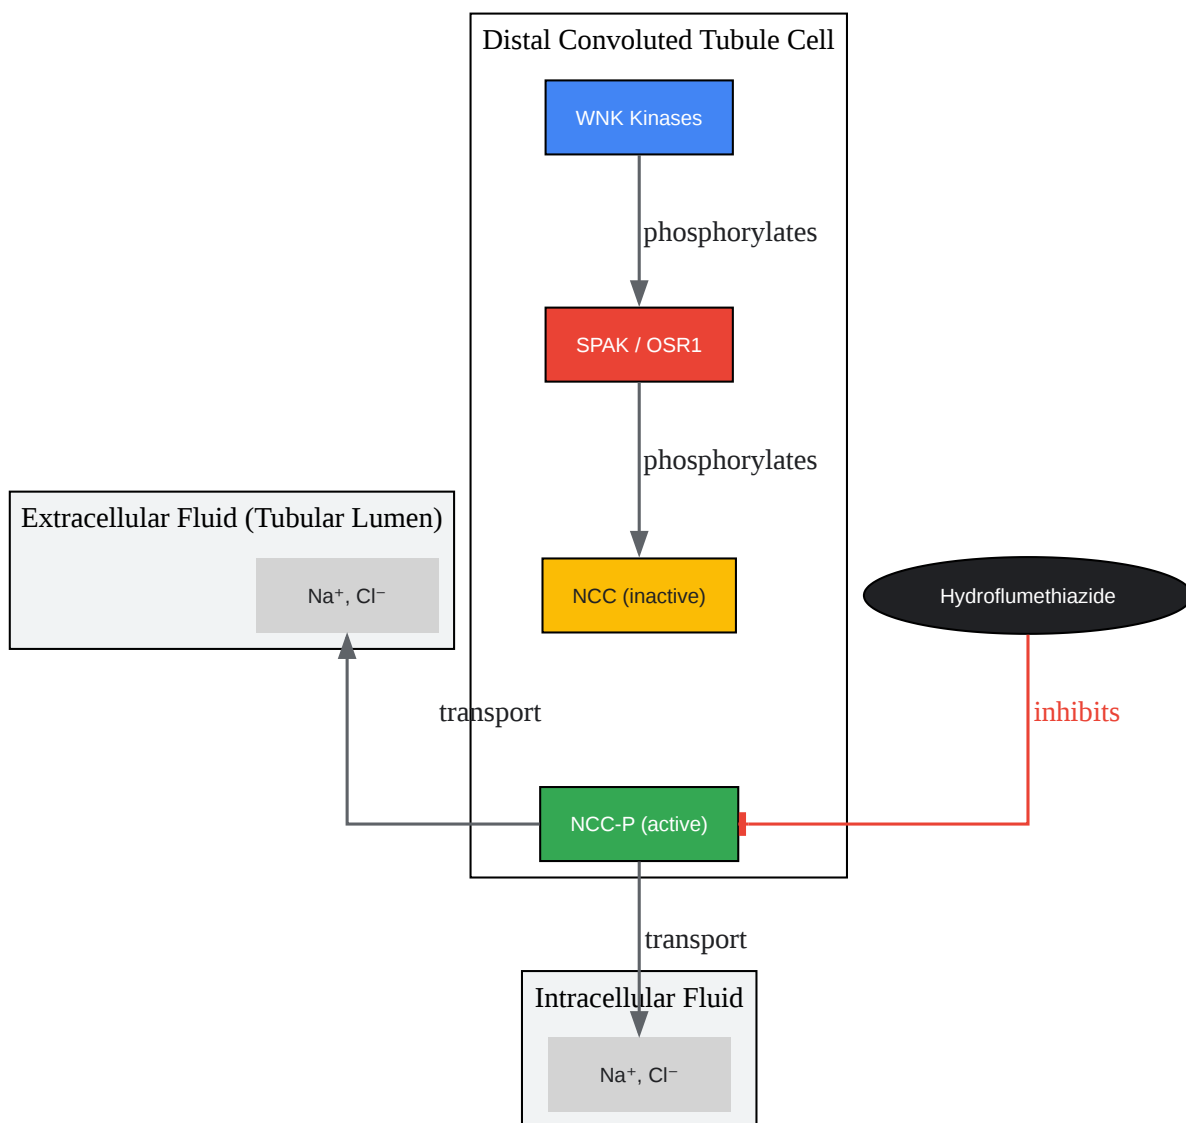 Distal Convoluted Tubule Cell
WNK Kinases
phosphorylates
SPAK / OSR1
phosphorylates
Extracellular Fluid (Tubular Lumen)
Na⁺, Cl⁻
NCC (inactive)
Hydroflumethiazide
transport
inhibits
NCC-P (active)
transport
Intracellular Fluid
Na⁺, Cl⁻